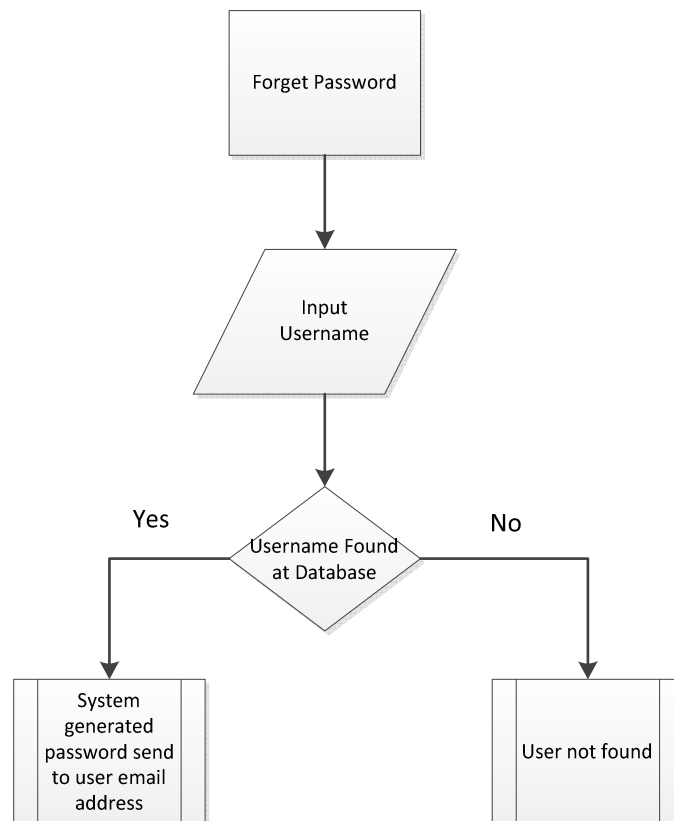 Forget Password
Input
Username
Yes
No
Username Found
at Database
System
generated
password send
to user email
address
User not found